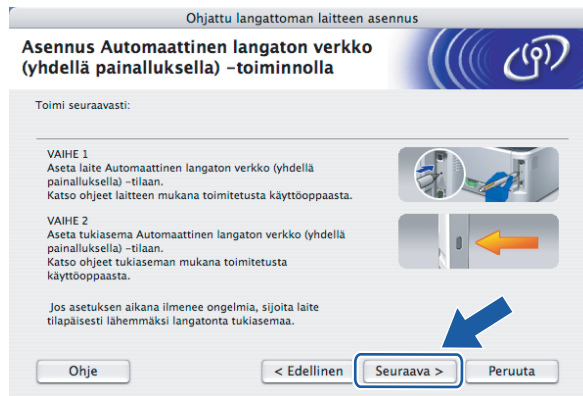 Ohjattu langattoman laitteen asennus
Asennus Automaattinen langaton verkko
(yhdellä painalluksella) –toiminnolla
Toimi seuraavasti:
VAIHE 1
Aseta laite Automaattinen langaton verkko (yhdellä
painalluksella) –tilaan.
Katso ohjeet laitteen mukana toimitetusta käyttöoppaasta.
VAIHE 2
Aseta tukiasema Automaattinen langaton verkko (yhdellä
painalluksella) –tilaan.
Katso ohjeet tukiaseman mukana toimitetusta
käyttöoppaasta.
Jos asetuksen aikana ilmenee ongelmia, sijoita laite
tilapäisesti lähemmäksi langatonta tukiasemaa.
Ohje
< Edellinen
Seuraava >
Peruuta